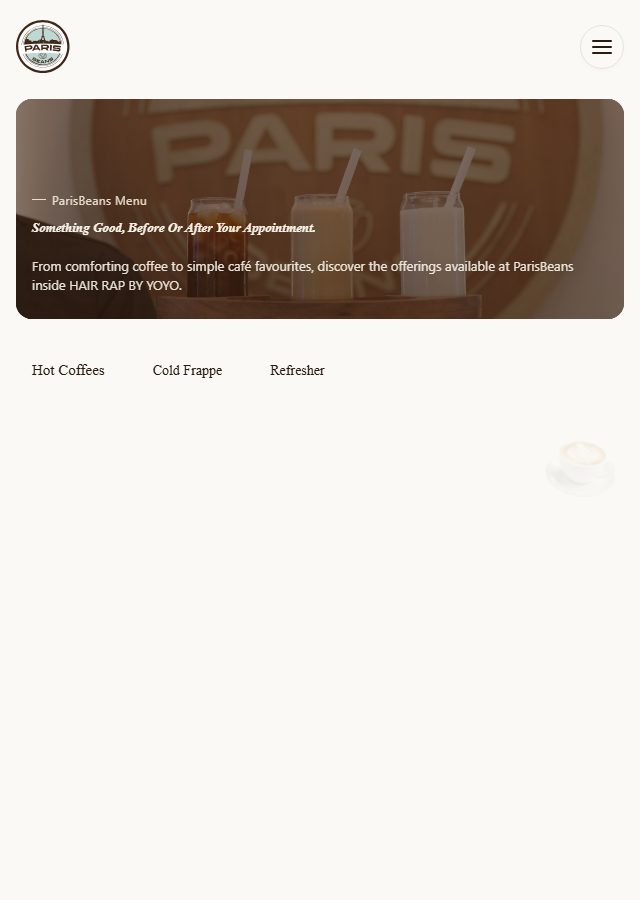 PARIS
BEANS
PARIS
ParisBeans Menu
Something Good, Before Or After Your Appointment.
From comforting coffee to simple café favourites, discover the offerings available at ParisBeans
inside HAIR RAP BY YOYO.
Hot Coffees
Cold Frappe
Refresher